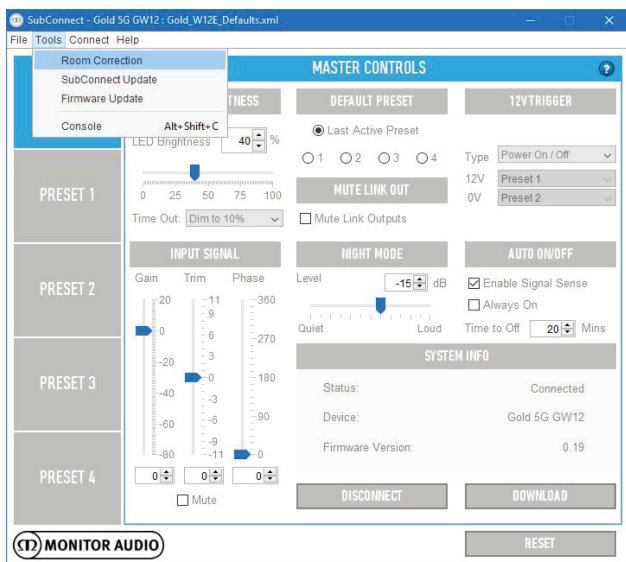 SubConnect - Gold 5G GW12 : Gold_W12E_Defaults.xml
File Tools Connect Help
Room Correction
SubConnect Update
Firmware Update
Console Alt+Shift+C
MASTER CONTROLS
?
TNESS
DEFAULT PRESET
12V TRIGGER
LED Brightness 40 %
0 25 50 75 100
Time Out: Dim to 10%
Last Active Preset
1 2 3 4
MUTE LINK OUT
Mute Link Outputs
Type Power On / Off
12V Preset 1
0V Preset 2
PRESET 1
PRESET 2
PRESET 3
PRESET 4
INPUT SIGNAL
Gain Trim Phase
20 11 360
9
0 6 270
3
-20 0 180
-40 -3
-6 90
-60 -9
-80 -11 0
0 0 0
Mute
NIGHT MODE
Level -15 dB
Quiet Loud
AUTO ON/OFF
Enable Signal Sense
Always On
Time to Off 20 Mins
SYSTEM INFO
Status: Connected
Device: Gold 5G GW12
Firmware Version: 0.19
DISCONNECT
DOWNLOAD
MONITOR AUDIO
RESET